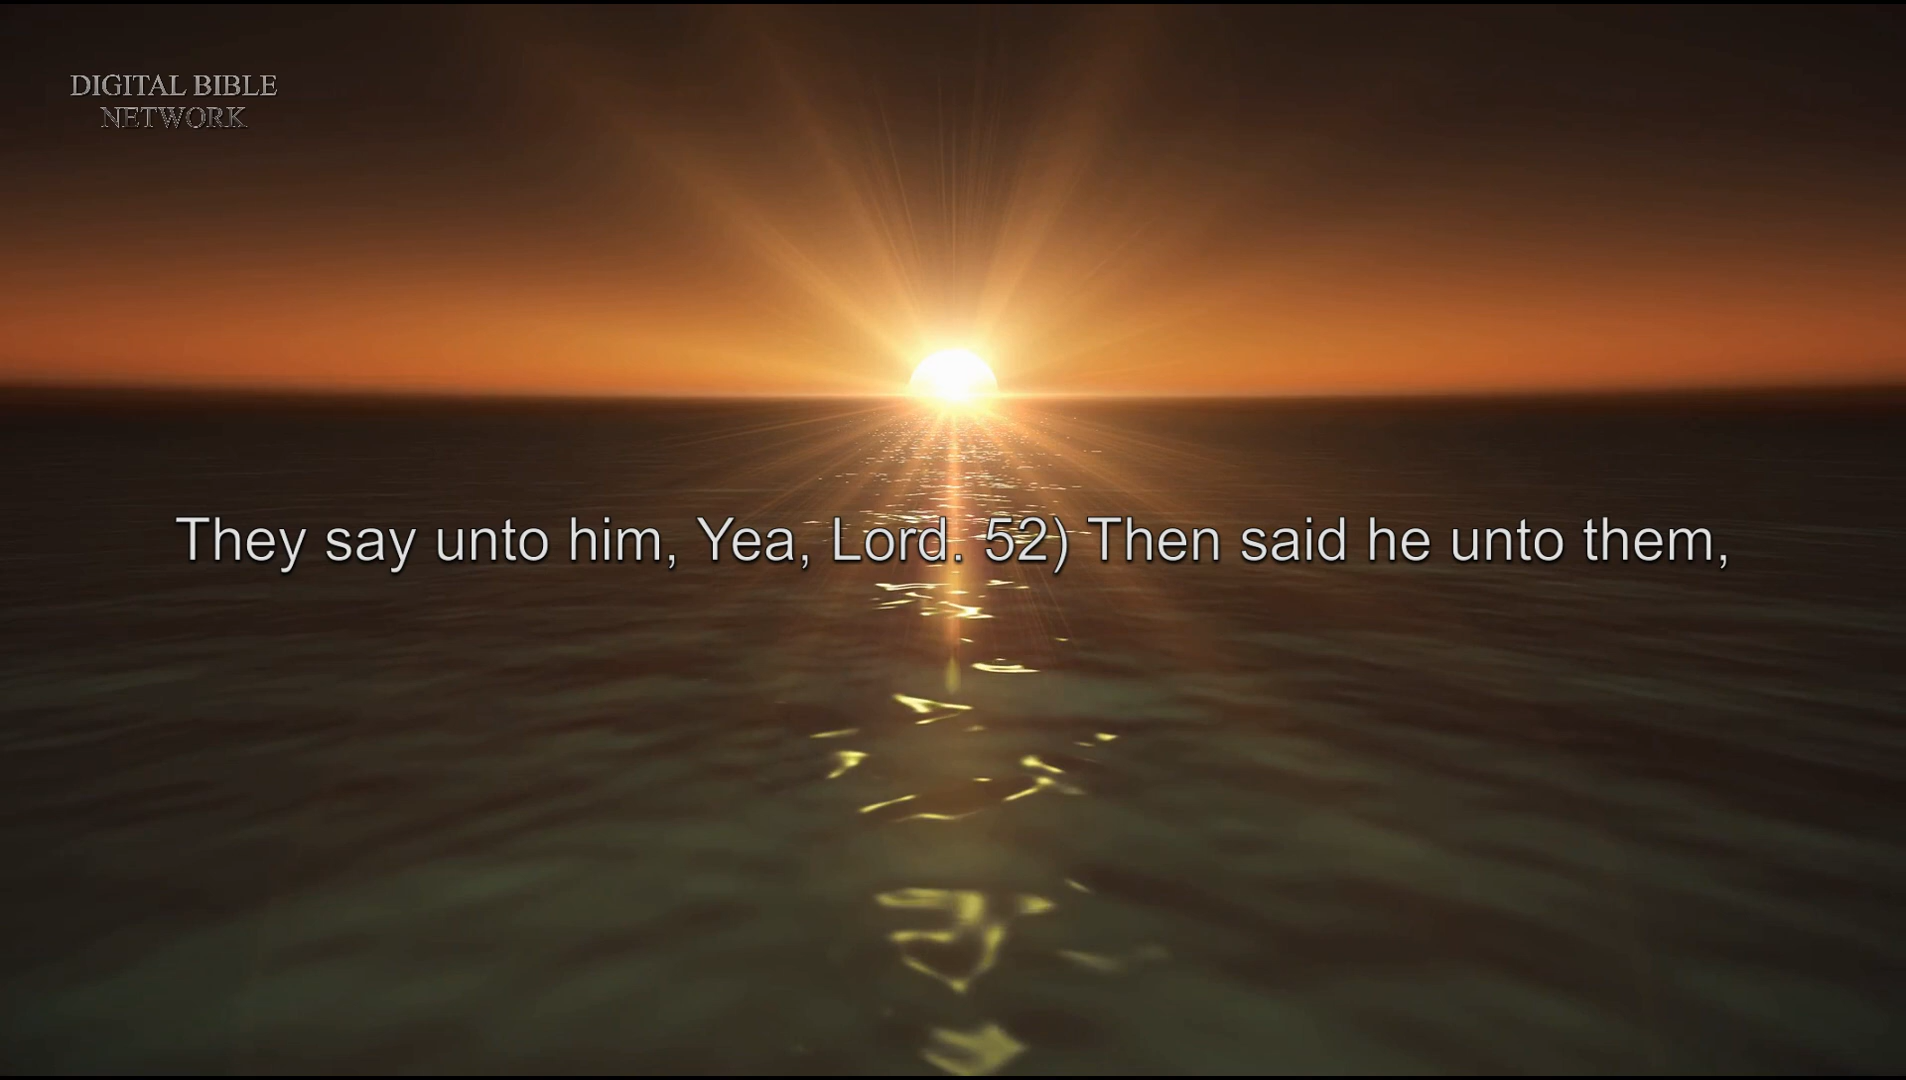 DIGITAL BIBLE
NETWORK
They say unto him, Yea, Lord. 52) Then said he unto them,